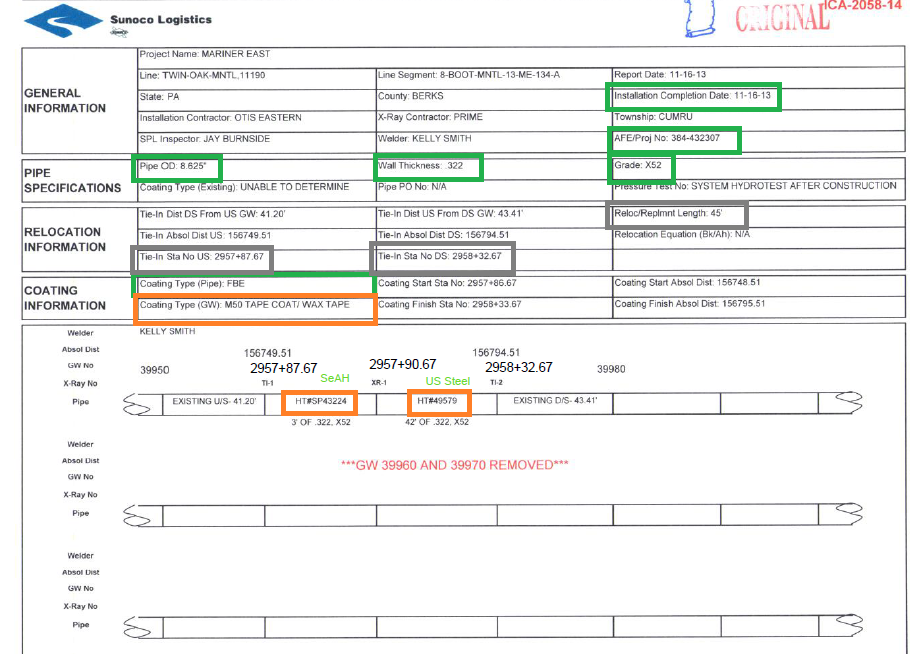 ICA-2058-14
Sunoco Logistics
SUNOCO
ORIGINAL
GENERAL INFORMATION
Project Name: MARINER EAST
Line: TWIN-OAK-MNTL,11190 Line Segment: 8-BOOT-MNTL-13-ME-134-A Report Date: 11-16-13
State: PA County: BERKS Installation Completion Date: 11-16-13
Installation Contractor: OTIS EASTERN X-Ray Contractor: PRIME Township: CUMRU
SPL Inspector: JAY BURNSIDE Welder: KELLY SMITH AFE/Proj No: 384-432307
PIPE SPECIFICATIONS
Pipe OD: 8.625" Wall Thickness: .322 Grade: X52
Coating Type (Existing): UNABLE TO DETERMINE Pipe PO No: N/A Pressure Test No: SYSTEM HYDROTEST AFTER CONSTRUCTION
RELOCATION INFORMATION
Tie-In Dist DS From US GW: 41.20' Tie-In Dist US From DS GW: 43.41' Reloc/Replmnt Length: 45'
Tie-In Absol Dist US: 156749.51 Tie-In Absol Dist DS: 156794.51 Relocation Equation (Bk/Ah): N/A
Tie-In Sta No US: 2957+87.67 Tie-In Sta No DS: 2958+32.67
COATING INFORMATION
Coating Type (Pipe): FBE Coating Start Sta No: 2957+86.67 Coating Start Absol Dist: 156748.51
Coating Type (GW): M50 TAPE COAT/ WAX TAPE Coating Finish Sta No: 2958+33.67 Coating Finish Absol Dist: 156795.51
Welder KELLY SMITH
Absol Dist 156749.51 156794.51
GW No 39950 2957+87.67 2957+90.67 2958+32.67 39980
X-Ray No TI-1 SeAH XR-1 US Steel TI-2
Pipe EXISTING U/S- 41.20' HT#SP43224 HT#49579 EXISTING D/S- 43.41'
3' OF .322, X52 42' OF .322, X52
Welder
Absol Dist ***GW 39960 AND 39970 REMOVED***
GW No
X-Ray No
Pipe
Welder
Absol Dist
GW No
X-Ray No
Pipe